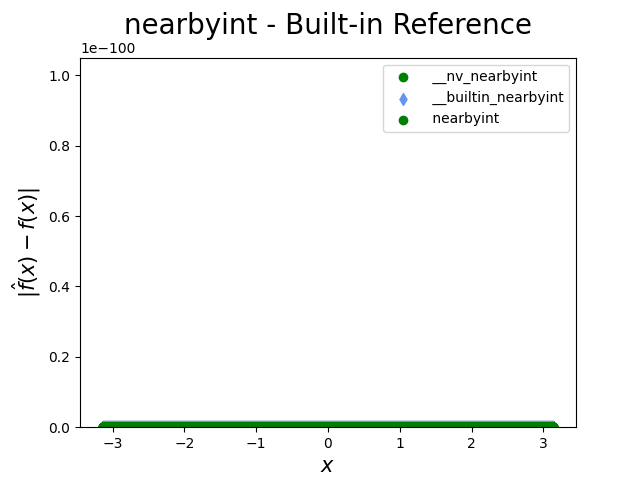 nearbyint - Built-in Reference
1e−100
1.0
0.8
0.6
0.4
0.2
0.0
|f̂(x) − f(x)|
__nv_nearbyint
__builtin_nearbyint
nearbyint
−3 −2 −1 0 1 2 3
x